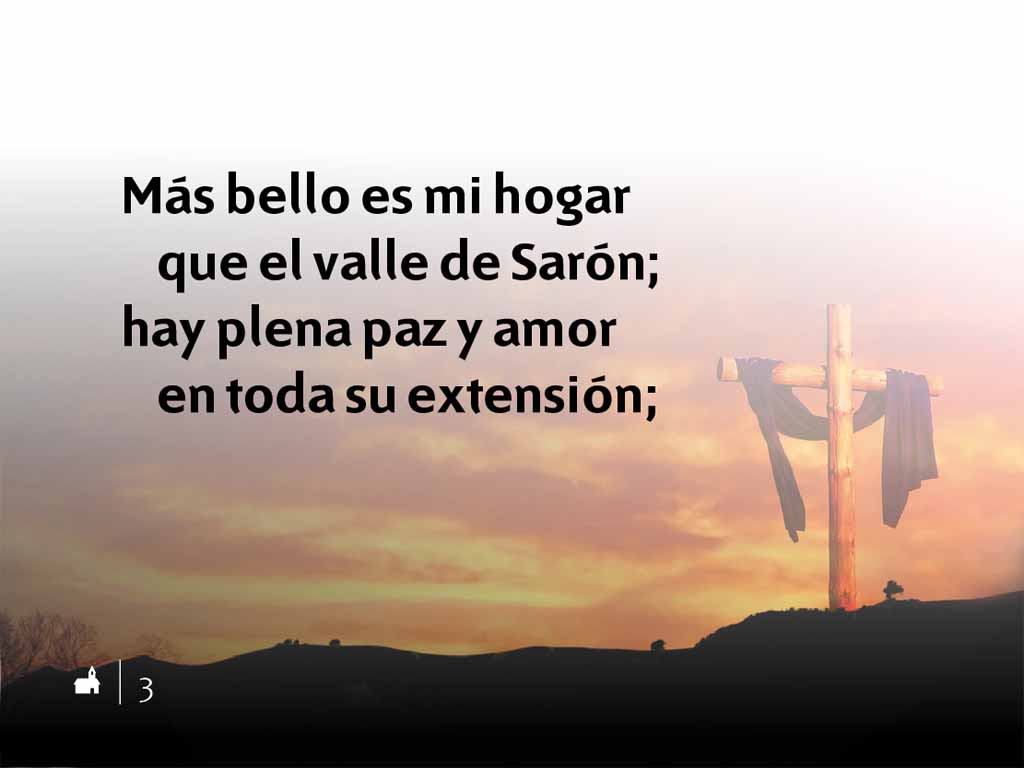 Más bello es mi hogar
que el valle de Sarón;
hay plena paz y amor
en toda su extensión;
3